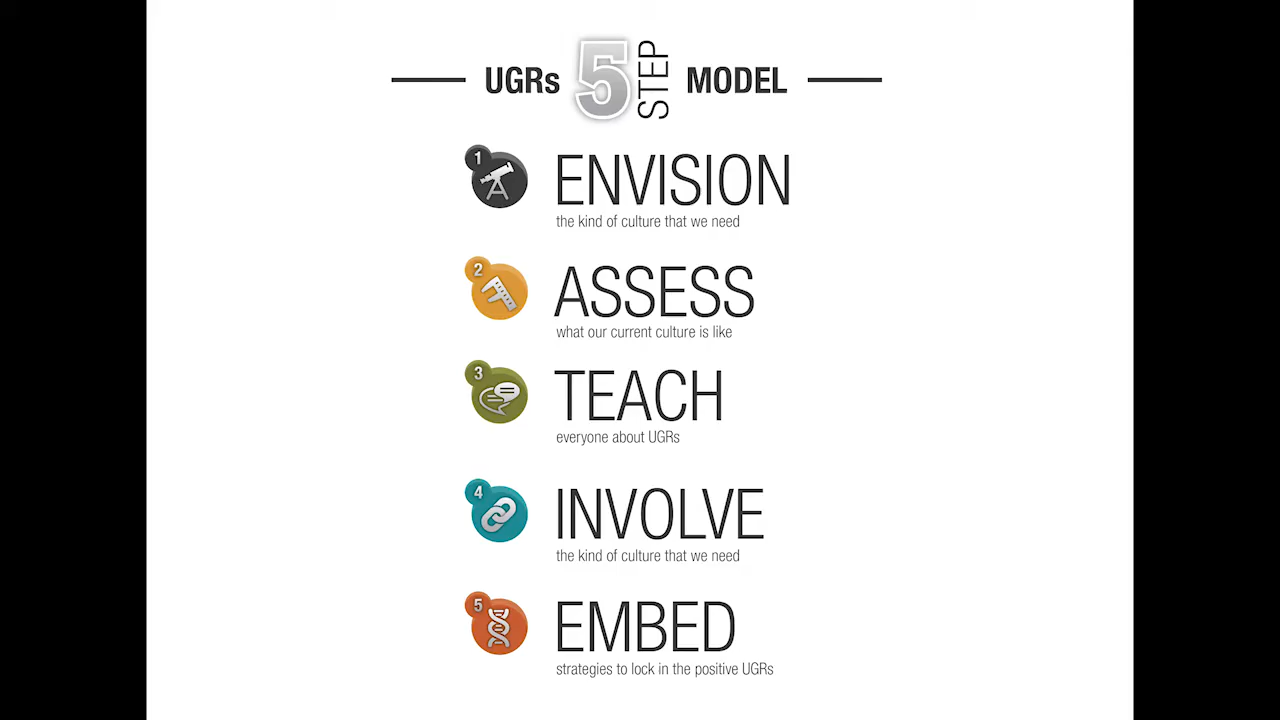 UGRs 5 STEP MODEL
1
ENVISION
the kind of culture that we need
2
ASSESS
what our current culture is like
3
TEACH
everyone about UGRs
4
INVOLVE
the kind of culture that we need
5
EMBED
strategies to lock in the positive UGRs